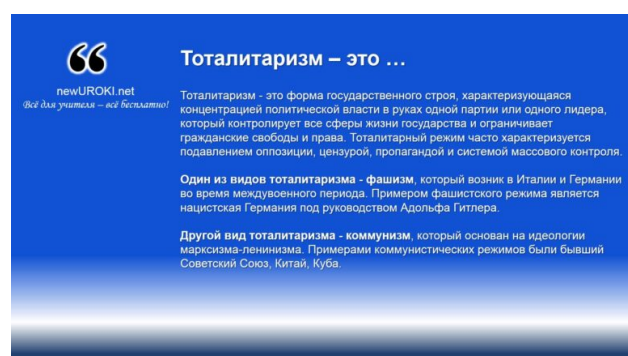 Тоталитаризм – это …
newUROKI.net
Всё для учителя – всё бесплатно!
Тоталитаризм - это форма государственного строя, характеризующаяся
концентрацией политической власти в руках одной партии или одного лидера,
который контролирует все сферы жизни государства и ограничивает
гражданские свободы и права. Тоталитарный режим часто характеризуется
подавлением оппозиции, цензурой, пропагандой и системой массового контроля.
Один из видов тоталитаризма - фашизм, который возник в Италии и Германии
во время междувоенного периода. Примером фашистского режима является
нацистская Германия под руководством Адольфа Гитлера.
Другой вид тоталитаризма - коммунизм, который основан на идеологии
марксизма-ленинизма. Примерами коммунистических режимов были бывший
Советский Союз, Китай, Куба.